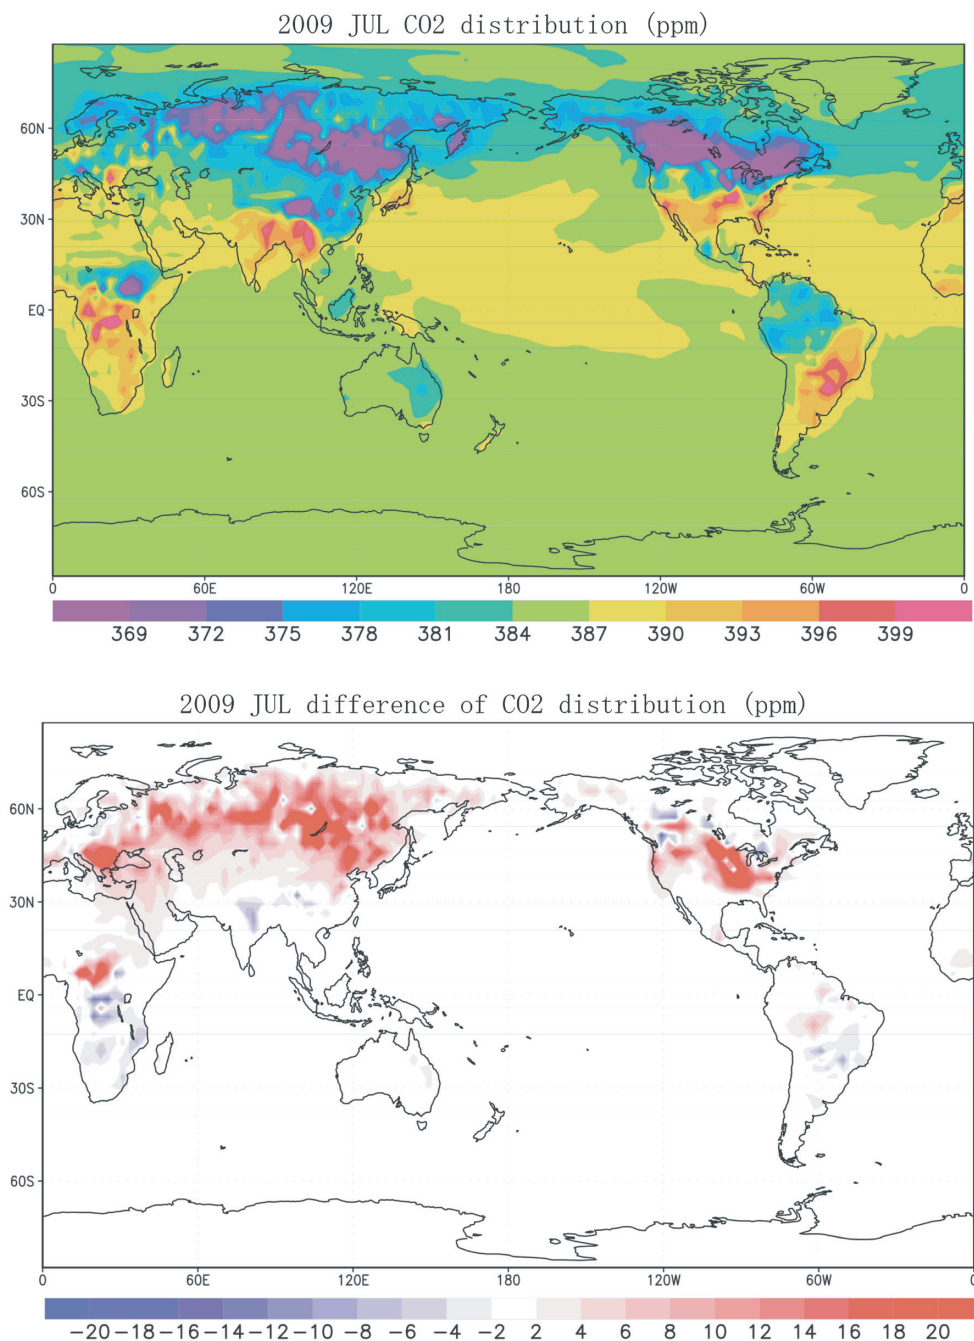 2009 JUL CO2 distribution (ppm)
60N
30N
EQ
30S
60S
0 60E 120E 180 120W 60W 0
369 372 375 378 381 384 387 390 393 396 399
2009 JUL difference of CO2 distribution (ppm)
60N
30N
EQ
30S
60S
0 60E 120E 180 120W 60W 0
-20 -18 -16 -14 -12 -10 -8 -6 -4 -2 2 4 6 8 10 12 14 16 18 20